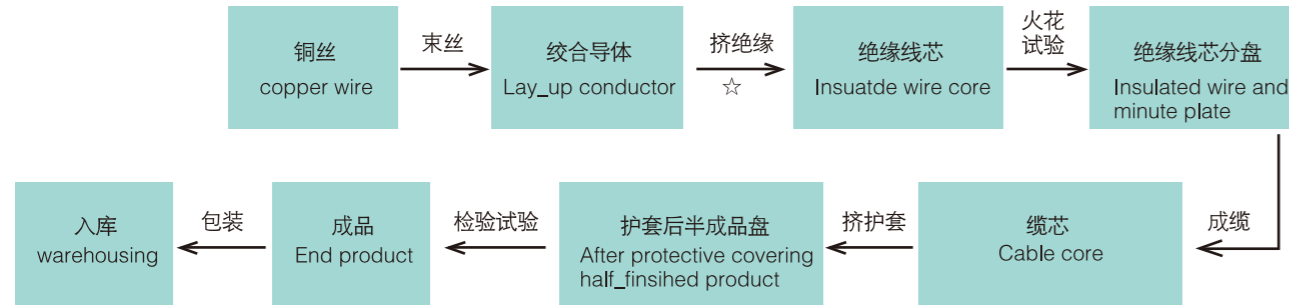 铜丝
copper wire
束丝
绞合导体
Lay_up conductor
挤绝缘
☆
绝缘线芯
Insuatde wire core
火花
试验
绝缘线芯分盘
Insulated wire and
minute plate
成缆
缆芯
Cable core
挤护套
护套后半成品盘
After protective covering
half_finsihed product
检验试验
成品
End product
包装
入库
warehousing